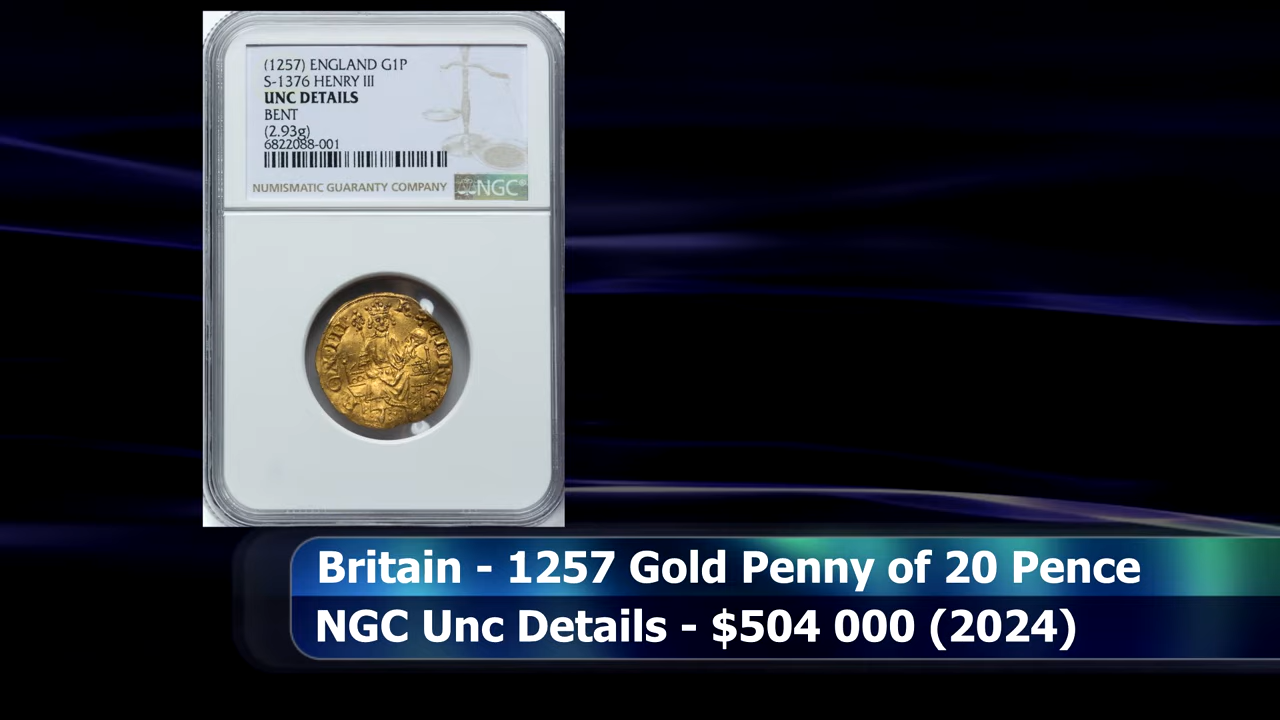 (1257) ENGLAND G1P
S-1376 HENRY III
UNC DETAILS
BENT
(2.93g)
6822088-001
NUMISMATIC GUARANTY COMPANY NGC
Britain - 1257 Gold Penny of 20 Pence
NGC Unc Details - $504 000 (2024)